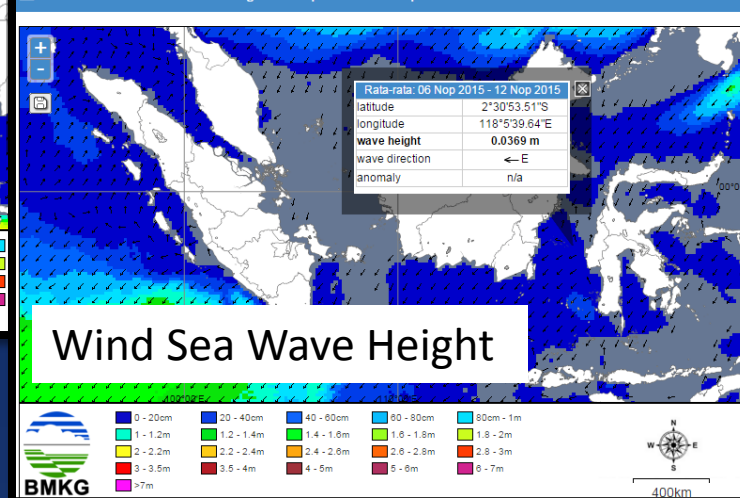 +
-
Rata-rata: 06 Nop 2015 - 12 Nop 2015
latitude 2°30'53.51"S
longitude 118°5'39.64"E
wave height 0.0369 m
wave direction ← E
anomaly n/a
Wind Sea Wave Height
0 - 20cm 20 - 40cm 40 - 60cm 60 - 80cm 80cm - 1m
1 - 1.2m 1.2 - 1.4m 1.4 - 1.6m 1.6 - 1.8m 1.8 - 2m
2 - 2.2m 2.2 - 2.4m 2.4 - 2.6m 2.6 - 2.8m 2.8 - 3m
3 - 3.5m 3.5 - 4m 4 - 5m 5 - 6m 6 - 7m
>7m
BMKG
N
W E
S
400km